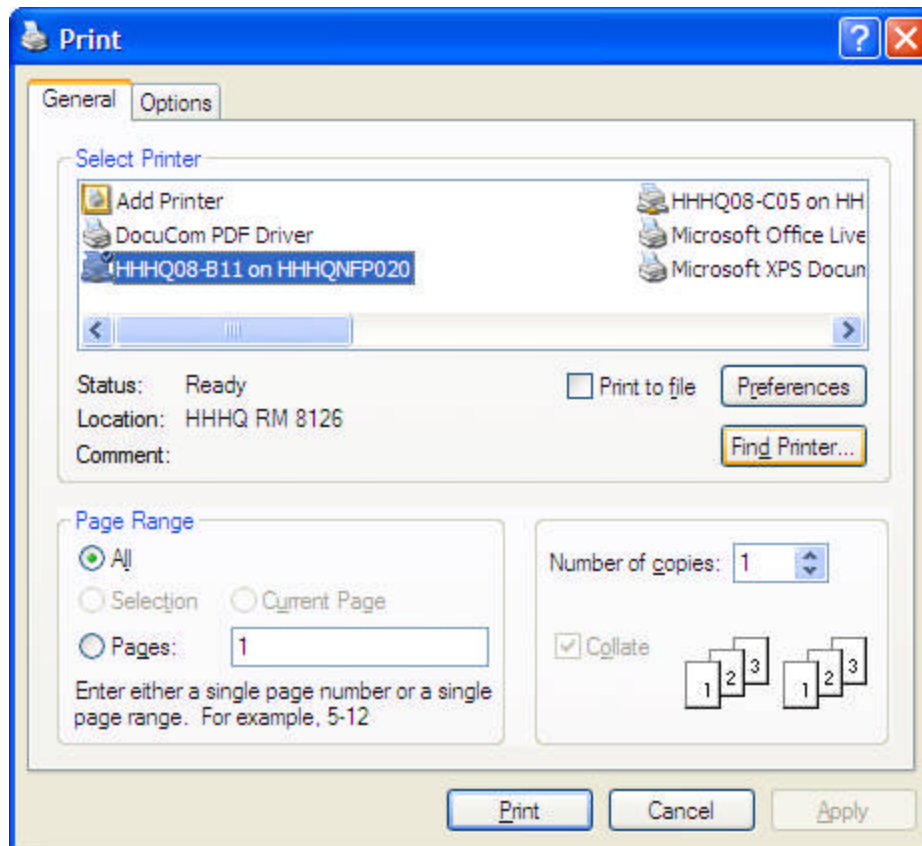 Print
General Options
Select Printer
Add Printer
DocuCom PDF Driver
HHHQ08-B11 on HHHQNFP020
HHHQ08-C05 on HH
Microsoft Office Live
Microsoft XPS Docum
Status: Ready
Location: HHHQ RM 8126
Comment:
Print to file
Preferences
Find Printer...
Page Range
All
Selection Current Page
Pages: 1
Enter either a single page number or a single
page range. For example, 5-12
Number of copies: 1
Collate
1 2 3 1 2 3
Print Cancel Apply